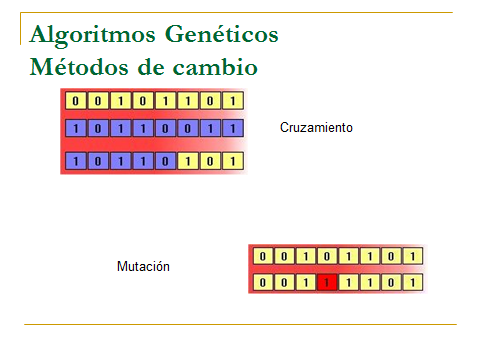 Algoritmos Genéticos
Métodos de cambio
0 0 1 0 1 1 0 1
1 0 1 1 0 0 1 1
Cruzamiento
1 0 1 1 0 1 0 1
0 0 1 0 1 1 0 1
Mutación
0 0 1 1 1 1 0 1